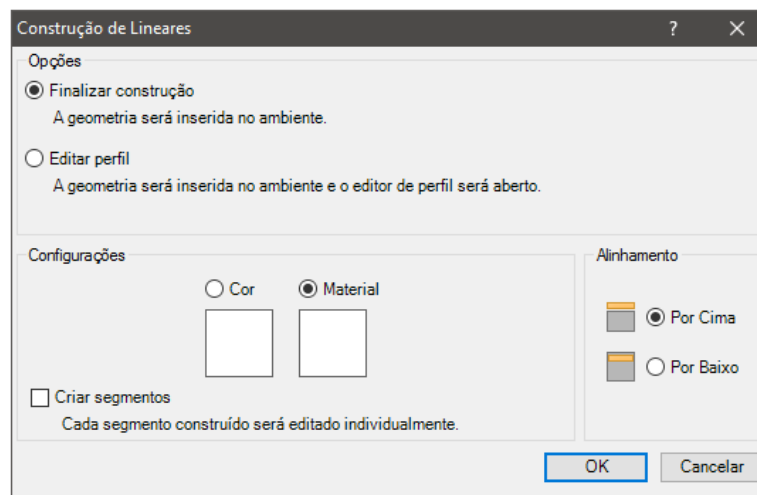 Construção de Lineares
?
Opções
Finalizar construção
A geometria será inserida no ambiente.
Editar perfil
A geometria será inserida no ambiente e o editor de perfil será aberto.
Configurações
Cor
Material
Criar segmentos
Cada segmento construído será editado individualmente.
Alinhamento
Por Cima
Por Baixo
OK
Cancelar